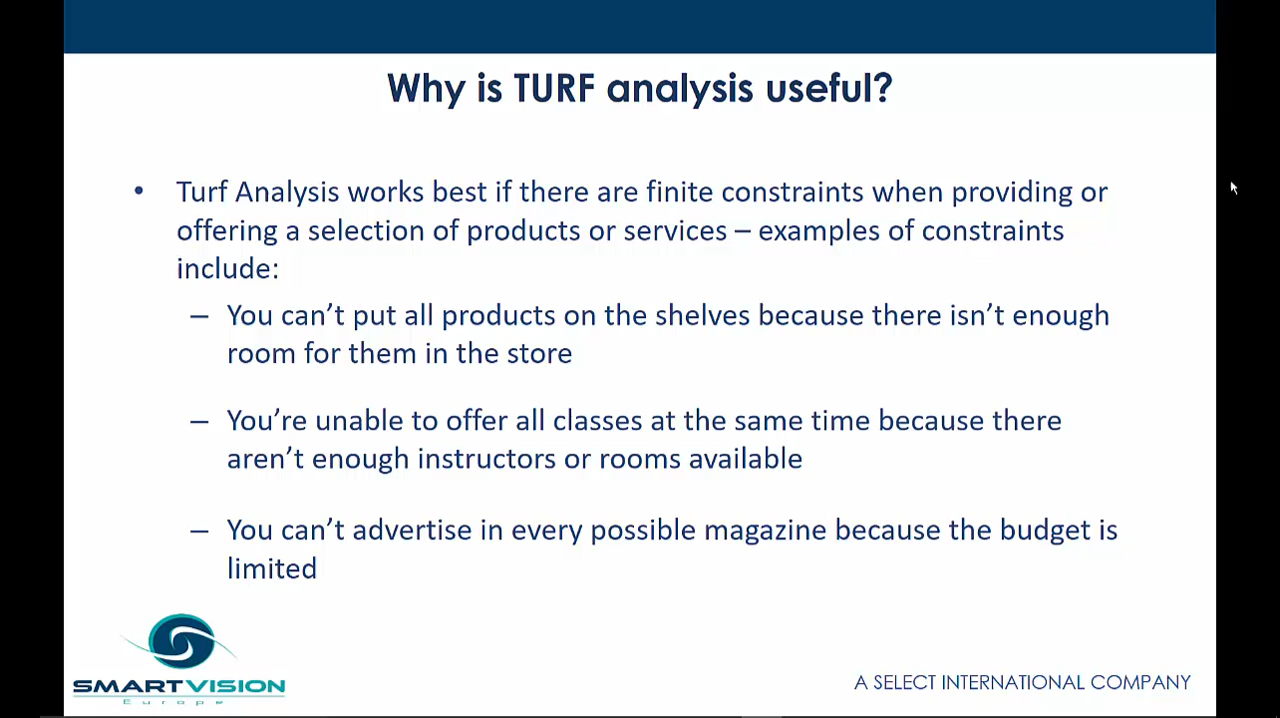 Why is TURF analysis useful?
• Turf Analysis works best if there are finite constraints when providing or
offering a selection of products or services – examples of constraints
include:
– You can’t put all products on the shelves because there isn’t enough
room for them in the store
– You’re unable to offer all classes at the same time because there
aren’t enough instructors or rooms available
– You can’t advertise in every possible magazine because the budget is
limited
SMARTVISION
Europe
A SELECT INTERNATIONAL COMPANY